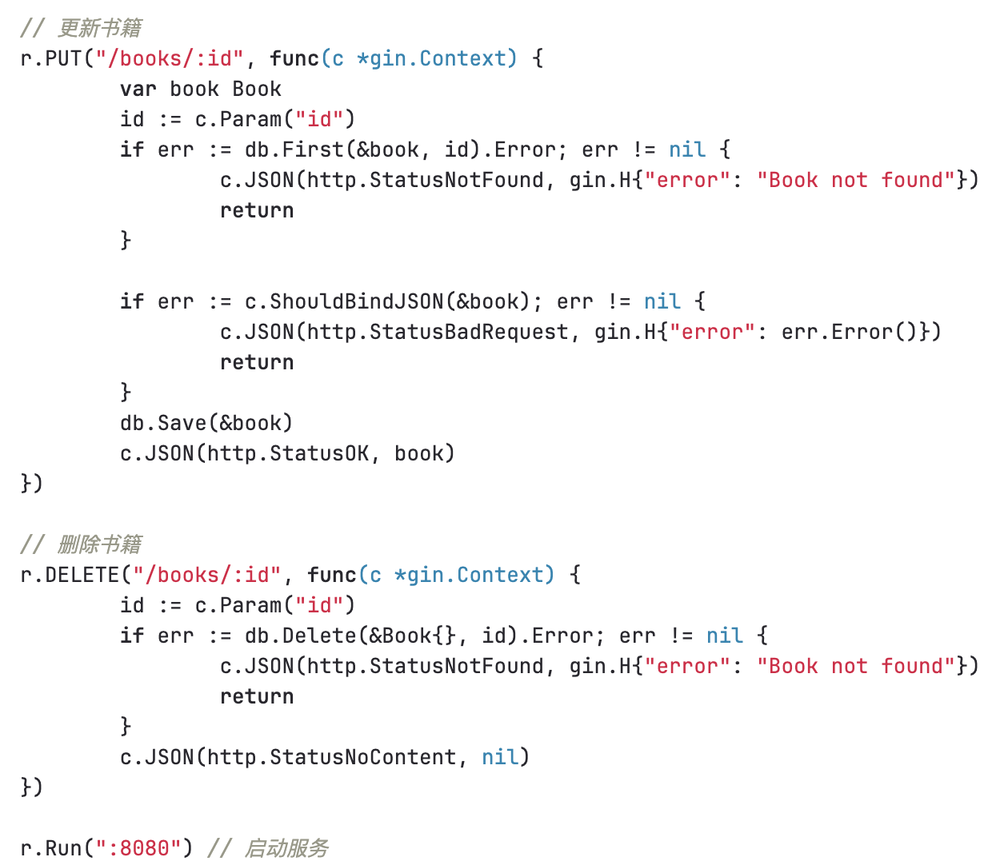 // 更新书籍
r.PUT("/books/:id", func(c *gin.Context) {
        var book Book
        id := c.Param("id")
        if err := db.First(&book, id).Error; err != nil {
                c.JSON(http.StatusNotFound, gin.H{"error": "Book not found"})
                return
        }

        if err := c.ShouldBindJSON(&book); err != nil {
                c.JSON(http.StatusBadRequest, gin.H{"error": err.Error()})
                return
        }
        db.Save(&book)
        c.JSON(http.StatusOK, book)
})

// 删除书籍
r.DELETE("/books/:id", func(c *gin.Context) {
        id := c.Param("id")
        if err := db.Delete(&Book{}, id).Error; err != nil {
                c.JSON(http.StatusNotFound, gin.H{"error": "Book not found"})
                return
        }
        c.JSON(http.StatusNoContent, nil)
})

r.Run(":8080") // 启动服务